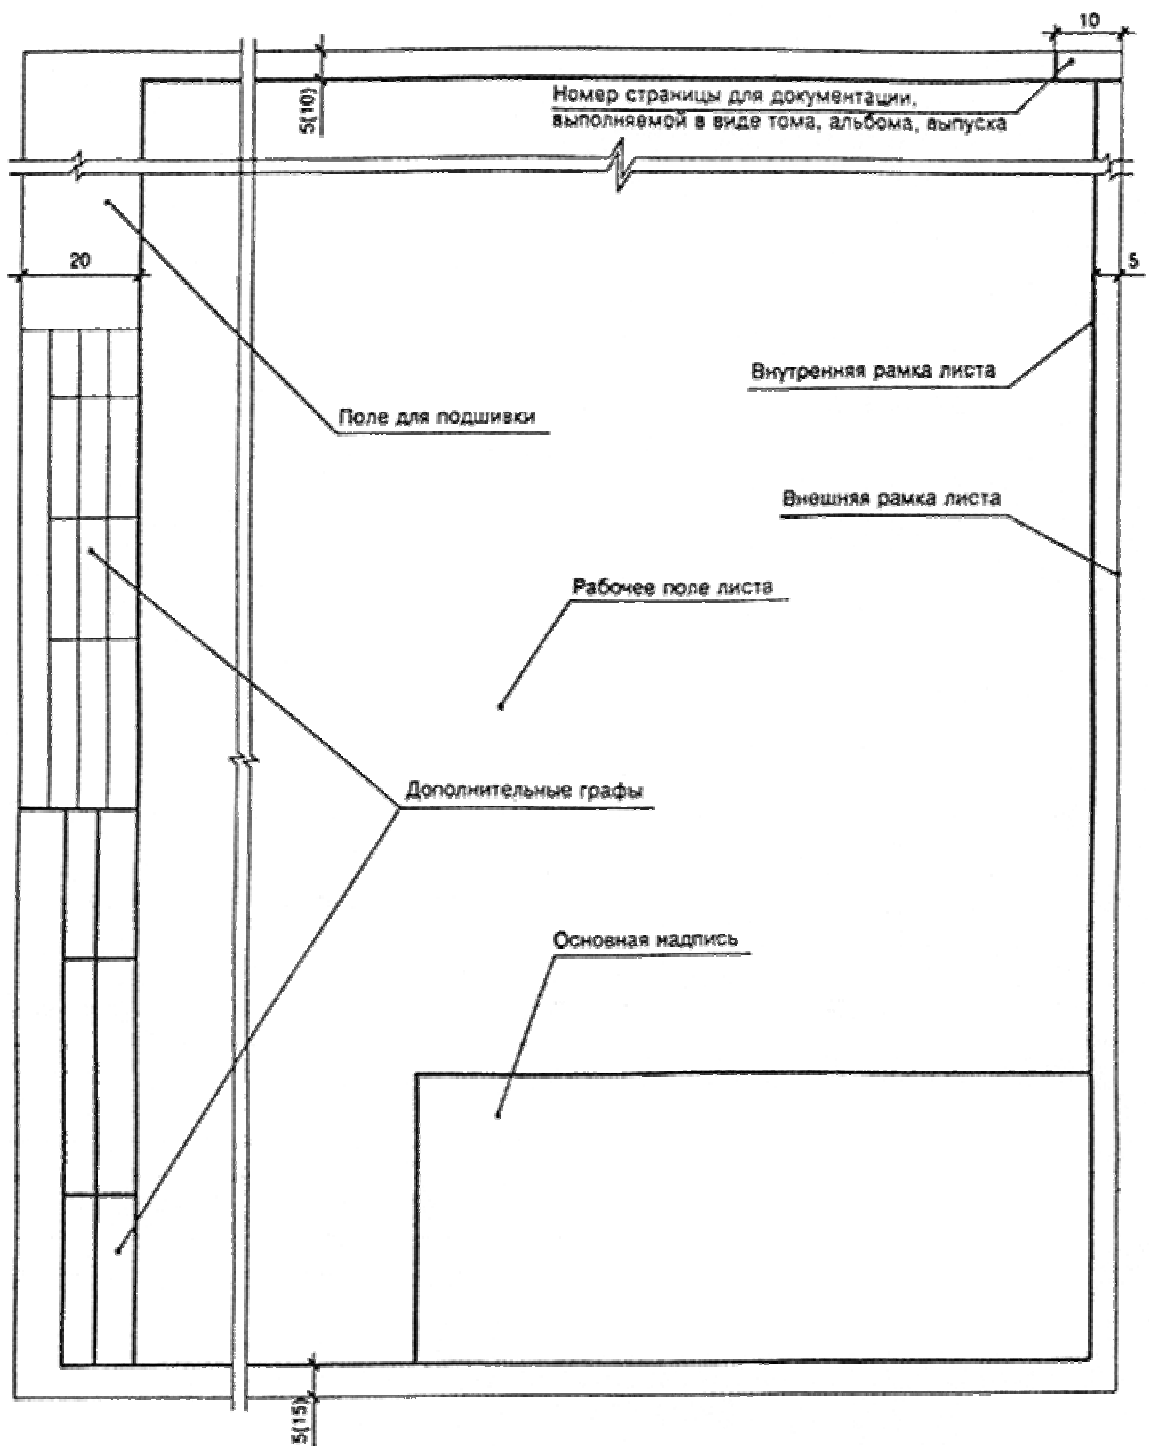 10
Номер страницы для документации,
выполняемой в виде тома, альбома, выпуска
5(10)
20
5
Внутренняя рамка листа
Поле для подшивки
Внешняя рамка листа
Рабочее поле листа
Дополнительные графы
Основная надпись
5(15)